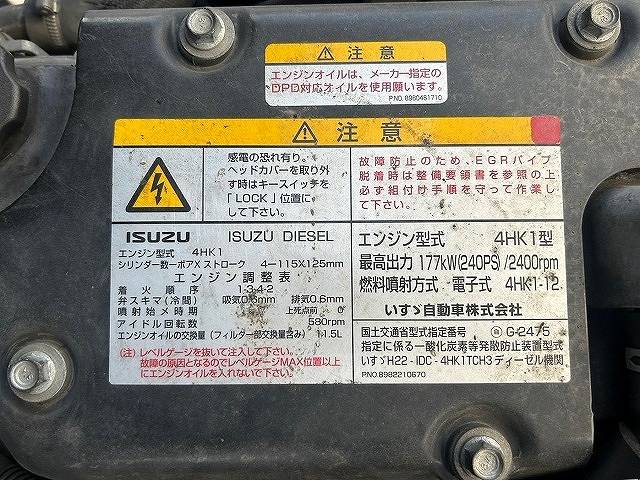 注意
エンジンオイルは、メーカー指定の
DPD対応オイルを使用願います。
P.NO. 8980461710
注意
感電の恐れ有り。
ヘッドカバーを取り外
す時はキースイッチを
「LOCK」位置に
して下さい。
故障防止のため、EGRパイプ
脱着時は整備要領書を参照の上
必ず組付け手順を守って作業し
て下さい。
ISUZU ISUZU DIESEL
エンジン型式 4HK1
シリンダー数ーボアXストローク 4ー115X125mm
エンジン調整表
着火順序 1-3-4-2
弁スキマ(冷間) 吸気0. mm 排気0.6mm
噴射始メ時期 上死点前 0°
アイドル回転数 580rpm
エンジンオイルの交換量(フィルター部交換量含み) 11.5L
(注)レベルゲージを抜いて注入して下さい。
故障の原因となるのでレベルゲージMAX位置以上
にエンジンオイルを入れないで下さい。
エンジン型式 4HK1型
最高出力 177kW(240PS)/2400rpm
燃料噴射方式 電子式 4HK1-12
いすゞ自動車株式会社
国土交通省型式指定番号 G-2475
指定に係る一酸化炭素等発散防止装置型式
いすゞH22-IDC-4HK1TCH3ディーゼル機関
P.NO. 8982210670